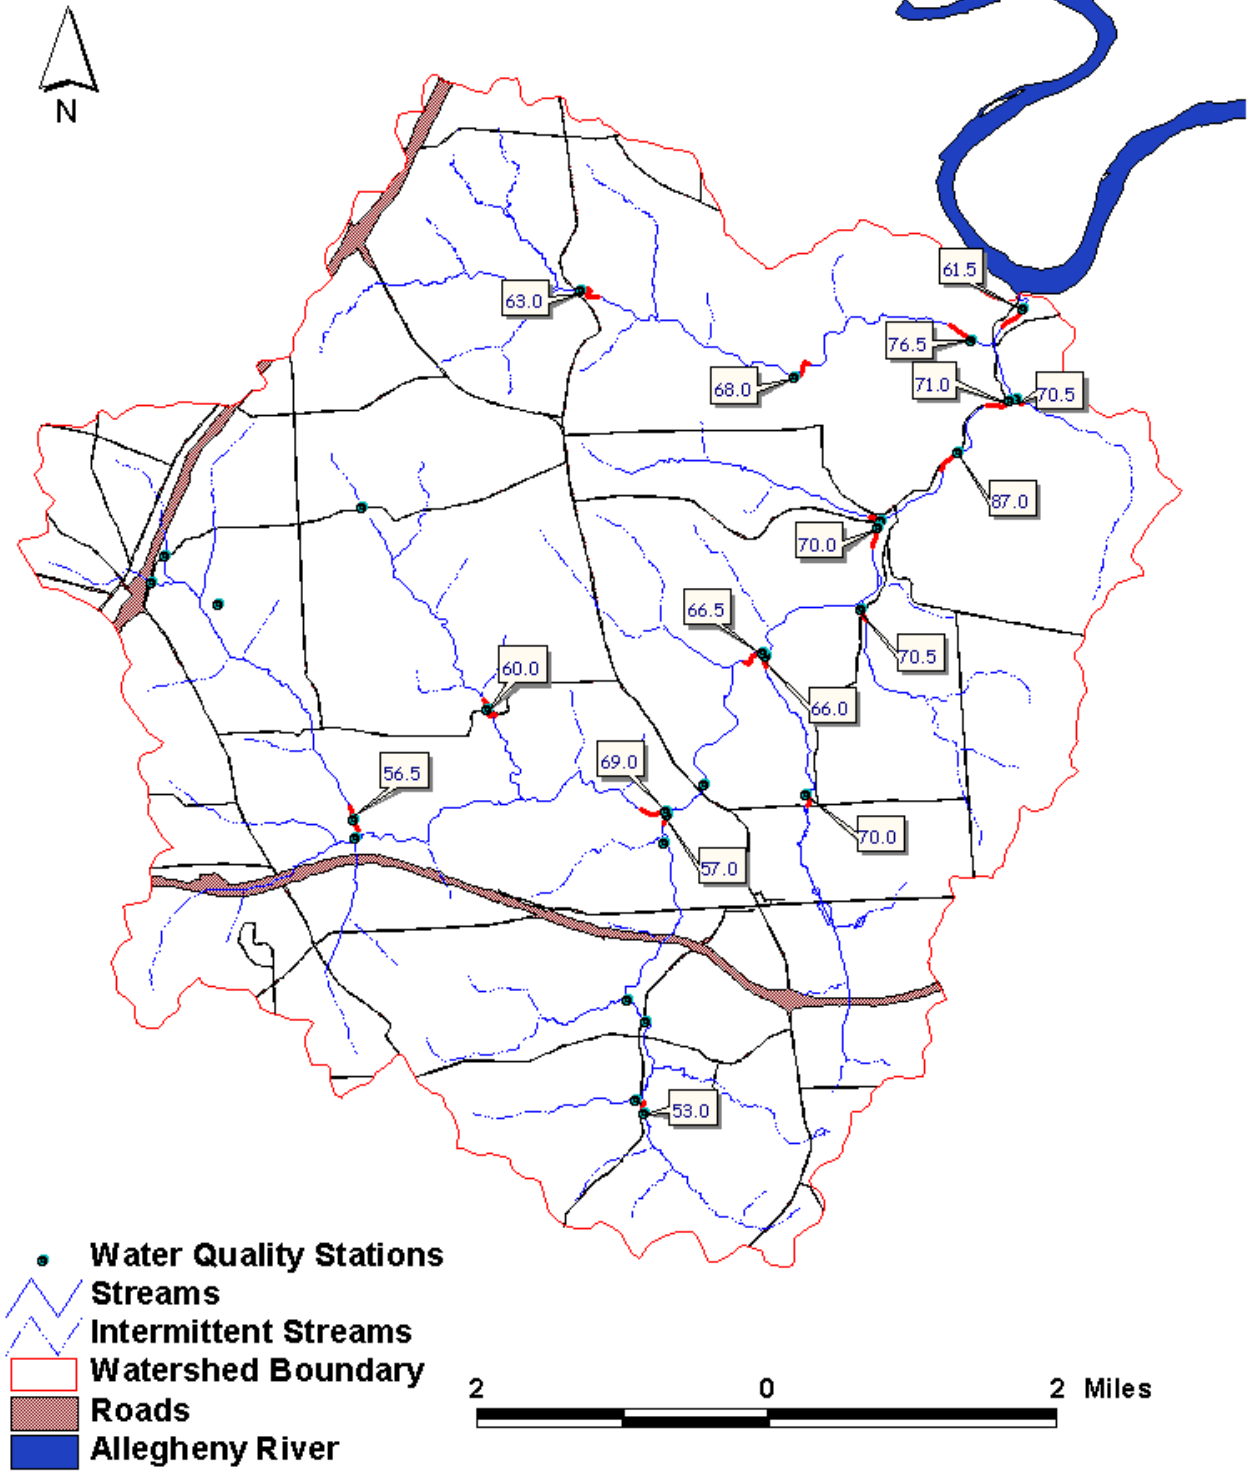 N
61.5
63.0
76.5
68.0
71.0
70.5
87.0
70.0
66.5
70.5
60.0
66.0
69.0
56.5
70.0
57.0
53.0
Water Quality Stations
Streams
Intermittent Streams
Watershed Boundary
Roads
Allegheny River
2 0 2 Miles